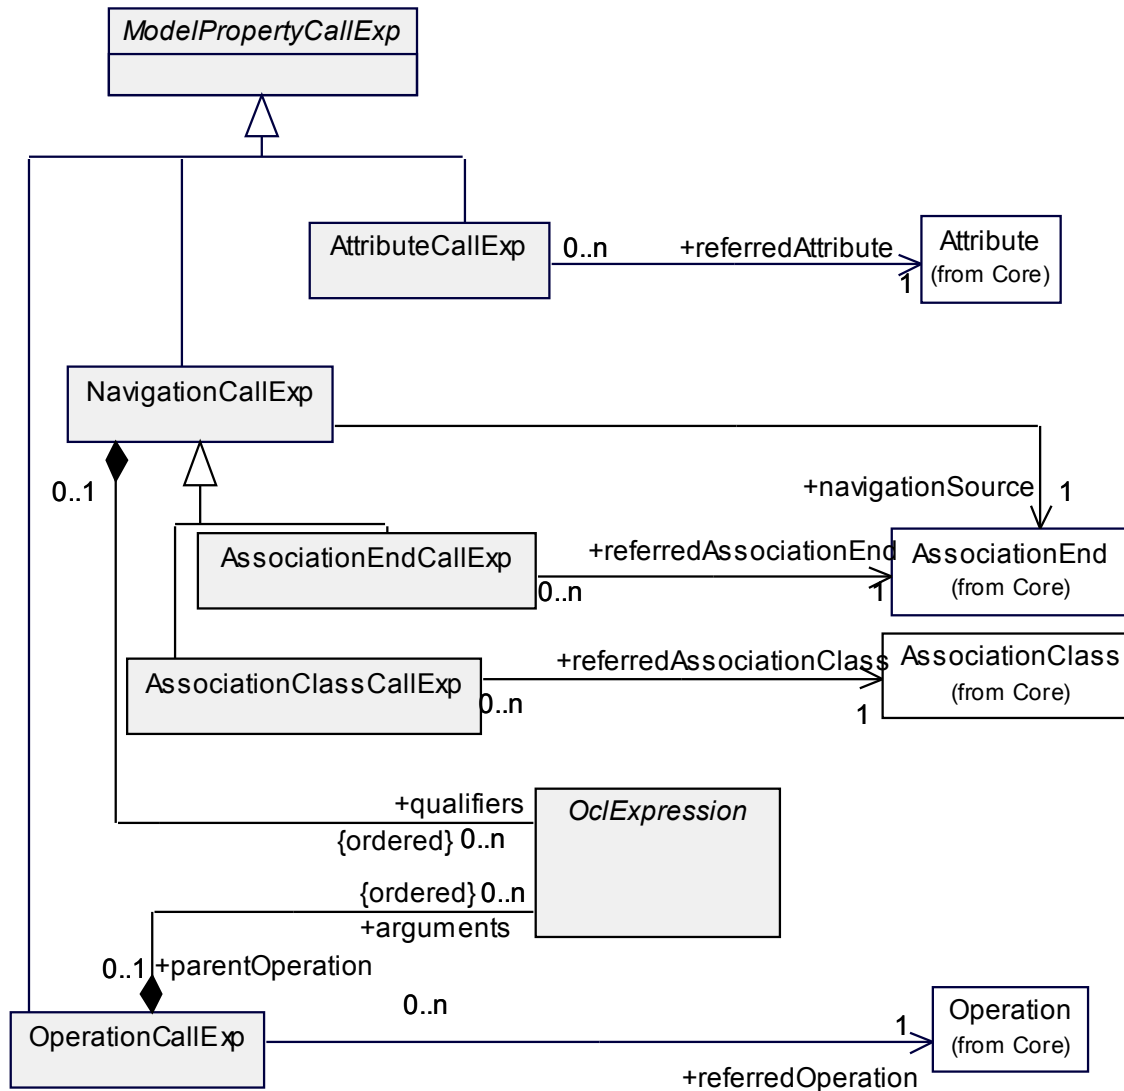 ModelPropertyCallExp
AttributeCallExp
0..n
+referredAttribute
1
Attribute
(from Core)
NavigationCallExp
0..1
+navigationSource
1
AssociationEndCallExp
+referredAssociationEnd
0..n
1
AssociationEnd
(from Core)
AssociationClassCallExp
+referredAssociationClass
0..n
1
AssociationClass
(from Core)
+qualifiers
{ordered} 0..n
OclExpression
{ordered} 0..n
+arguments
0..1 +parentOperation
OperationCallExp
0..n
1
+referredOperation
Operation
(from Core)